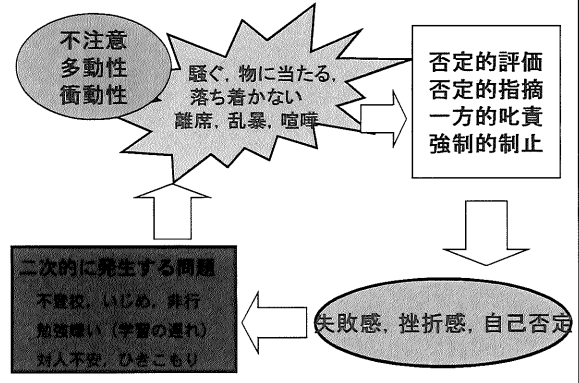 不注意
多動性
衝動性
騒ぐ，物に当たる，
落ち着かない
離席，乱暴，喧嘩
否定的評価
否定的指摘
一方的叱責
強制的制止
失敗感，挫折感，自己否定
二次的に発生する問題
不登校，いじめ，非行
勉強嫌い（学習の遅れ）
対人不安，ひきこもり